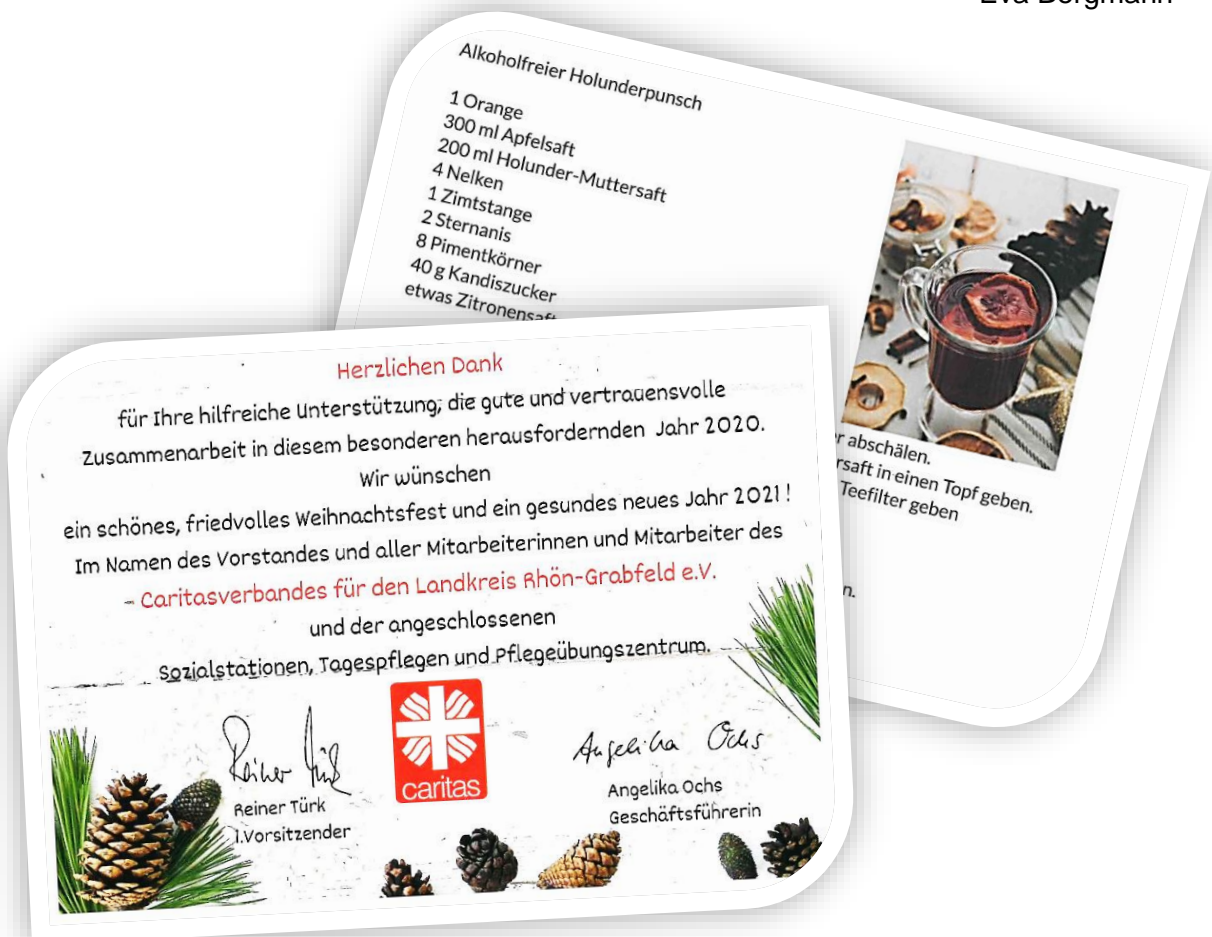 Alkoholfreier Holunderpunsch
1 Orange
300 ml Apfelsaft
200 ml Holunder-Muttersaft
4 Nelken
1 Zimtstange
2 Sternanis
8 Pimentkörner
40 g Kandiszucker
etwas Zitronensaft
abschälen.
in einen Topf geben.
Teefilter geben
Herzlichen Dank
für Ihre hilfreiche Unterstützung, die gute und vertrauensvolle
Zusammenarbeit in diesem besonderen herausfordernden Jahr 2020.
Wir wünschen
ein schönes, friedvolles Weihnachtsfest und ein gesundes neues Jahr 2021 !
Im Namen des Vorstandes und aller Mitarbeiterinnen und Mitarbeiter des
- Caritasverbandes für den Landkreis Rhön-Grabfeld e.V.
und der angeschlossenen
Sozialstationen, Tagespflegen und Pflegeübungszentrum.
Reiner Türk
caritas
Angelika Ochs
Reiner Türk
1.Vorsitzender
Angelika Ochs
Geschäftsführerin